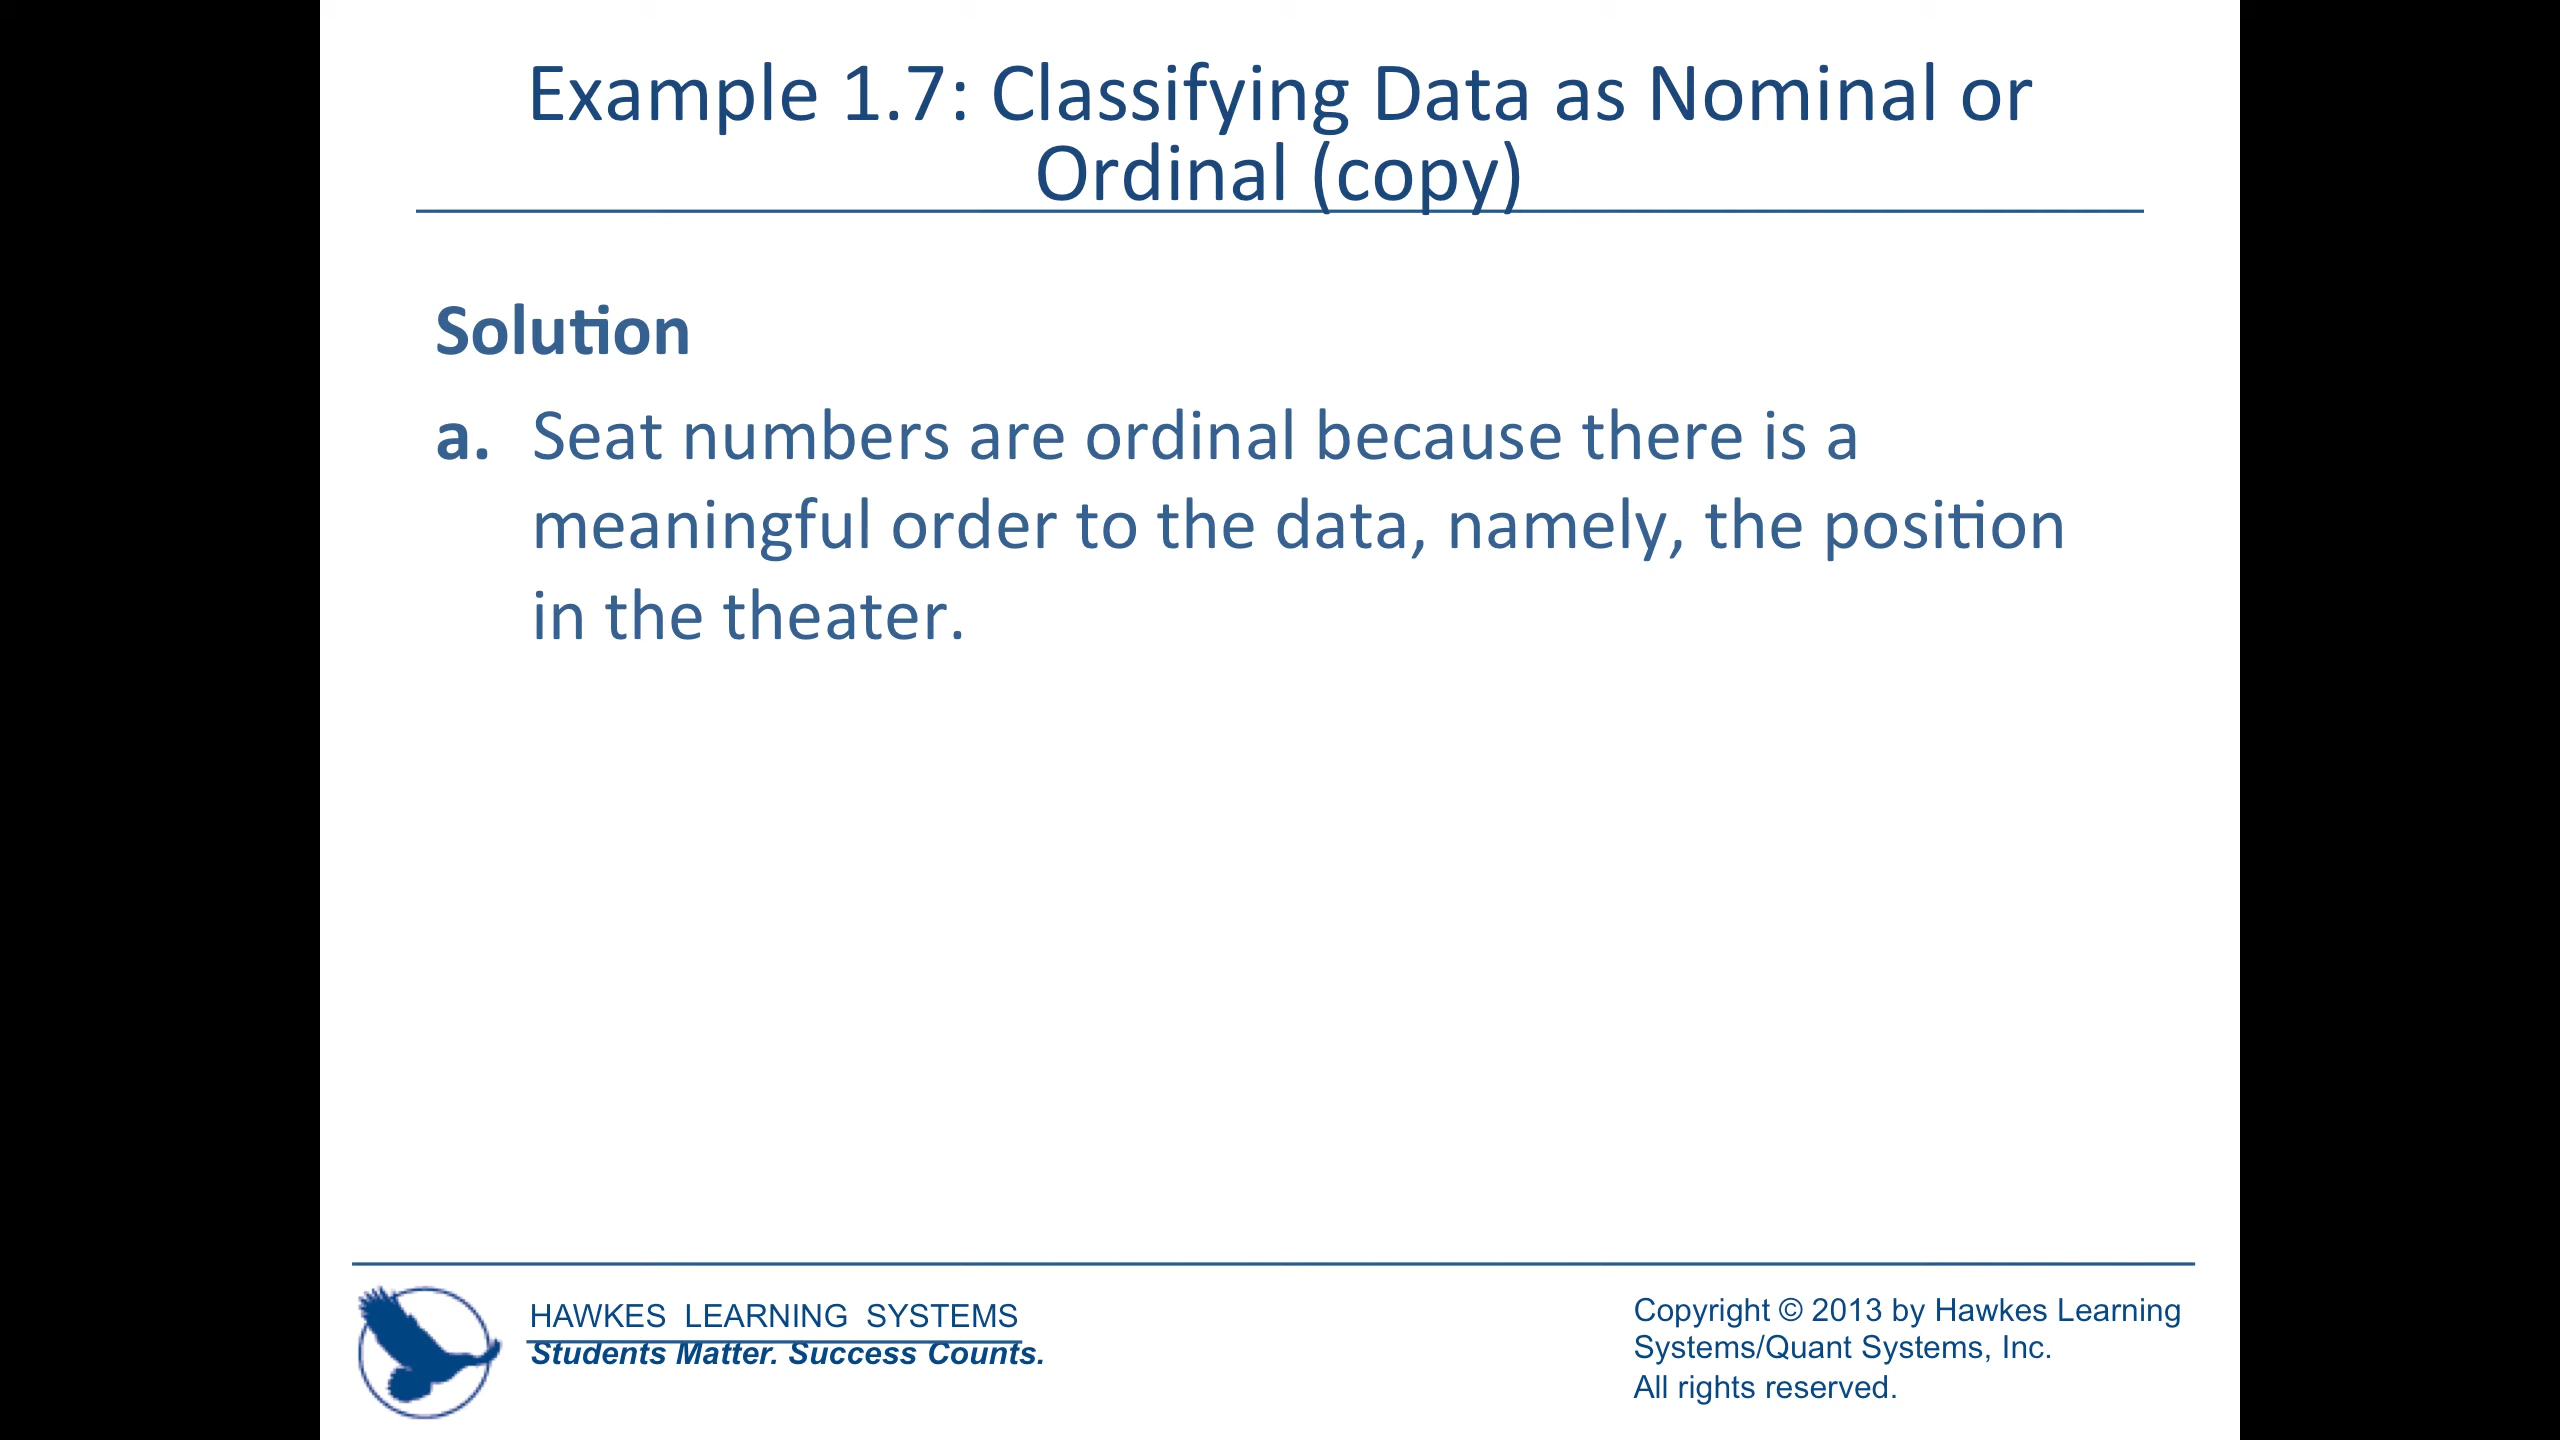 Example 1.7: Classifying Data as Nominal or
Ordinal (copy)
Solution
a. Seat numbers are ordinal because there is a
meaningful order to the data, namely, the position
in the theater.
HAWKES LEARNING SYSTEMS
Students Matter. Success Counts.
Copyright © 2013 by Hawkes Learning
Systems/Quant Systems, Inc.
All rights reserved.